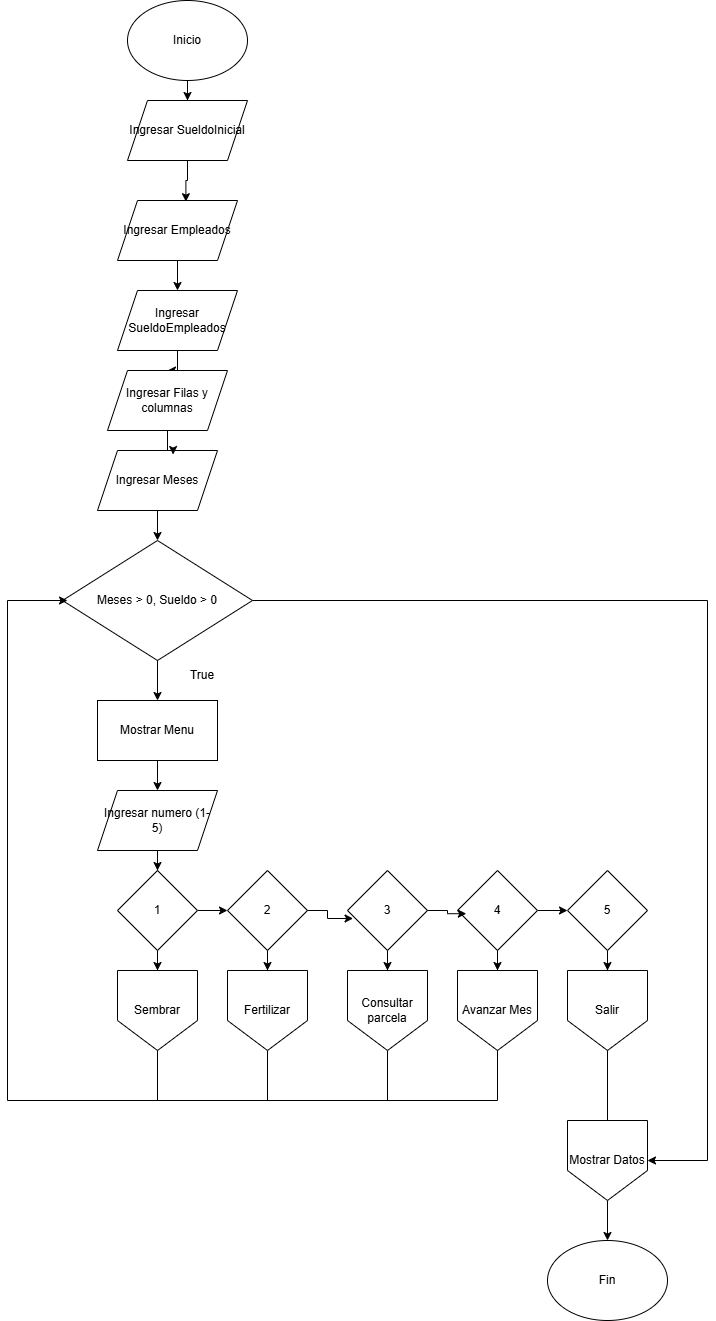 Inicio
Ingresar SueldoInicial
Ingresar Empleados
Ingresar
SueldoEmpleados
Ingresar Filas y
columnas
Ingresar Meses
Meses > 0, Sueldo > 0
True
Mostrar Menu
Ingresar numero (1-
5)
1
2
3
4
5
Sembrar
Fertilizar
Consultar
parcela
Avanzar Mes
Salir
Mostrar Datos
Fin